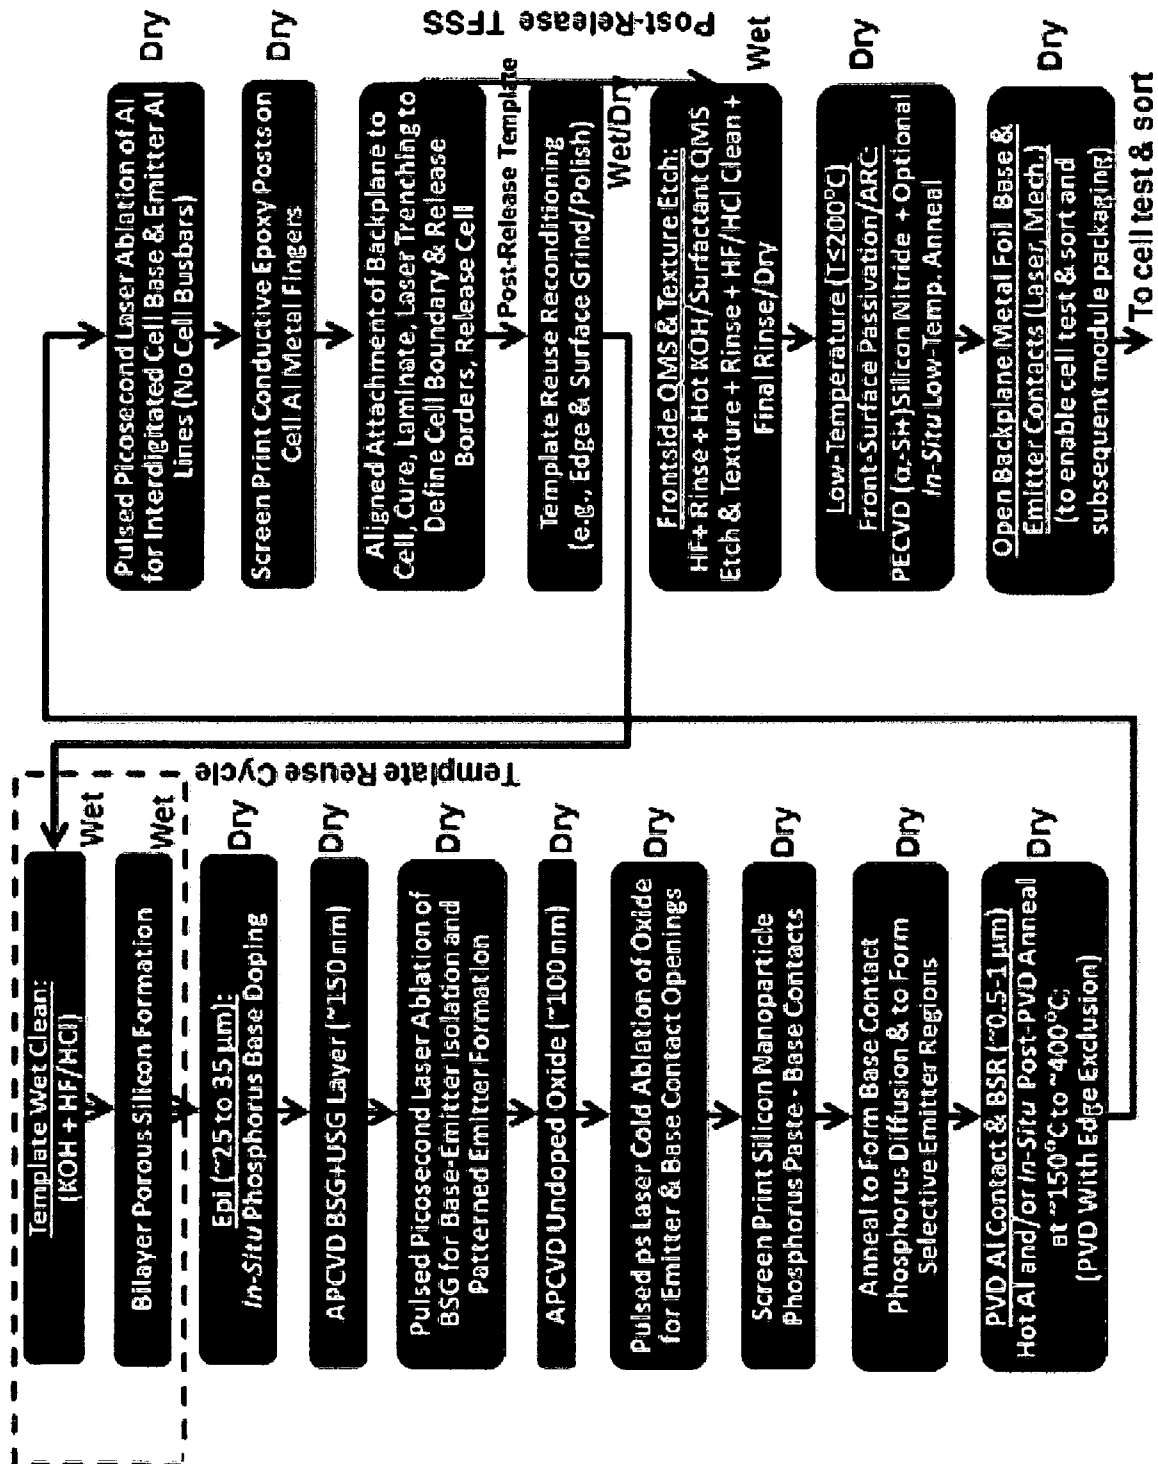 Template Wet Clean:
(KOH + HF/HCl)
Wet
Bilayer Porous Silicon Formation
Wet
Template Reuse Cycle
Epi (~25 to 35 µm):
In-Situ Phosphorus Base Doping
Dry
APCVD BSG+USG Layer (~150 nm)
Dry
Pulsed Picosecond Laser Ablation of
BSG for Base-Emitter Isolation and
Patterned Emitter Formation
Dry
APCVD Undoped Oxide (~100 nm)
Dry
Pulsed ps Laser Cold Ablation of Oxide
for Emitter & Base Contact Openings
Dry
Screen Print Silicon Nanoparticle
Phosphorus Paste - Base Contacts
Dry
Anneal to Form Base Contact
Phosphorus Diffusion & to Form
Selective Emitter Regions
Dry
PVD Al Contact & BSR (~0.5-1 µm)
Hot Al and/or In-Situ Post-PVD Anneal
at ~150°C to ~400°C;
(PVD With Edge Exclusion)
Dry
Pulsed Picosecond Laser Ablation of Al
for Interdigitated Cell Base & Emitter Al
Lines (No Cell Busbars)
Dry
Screen Print Conductive Epoxy Posts on
Cell Al Metal Fingers
Dry
Aligned Attachment of Backplane to
Cell, Cure, Laminate, Laser Trenching to
Define Cell Boundary & Release
Borders, Release Cell
Post-Release TFSS
Post-Release Template
Template Reuse Reconditioning
(e.g., Edge & Surface Grind/Polish)
Wet/Dry
Frontside QMS & Texture Etch:
HF+ Rinse + Hot KOH/Surfactant QMS
Etch & Texture + Rinse + HF/HCl Clean +
Final Rinse/Dry
Wet
Low-Temperature (T≤200°C)
Front-Surface Passivation/ARC:
PECVD (α,-SH)Silicon Nitride + Optional
In-Situ Low-Temp. Anneal
Dry
Open Backplane Metal Foil Base &
Emitter Contacts (Laser, Mech.)
(to enable cell test & sort and
subsequent module packaging)
Dry
To cell test & sort